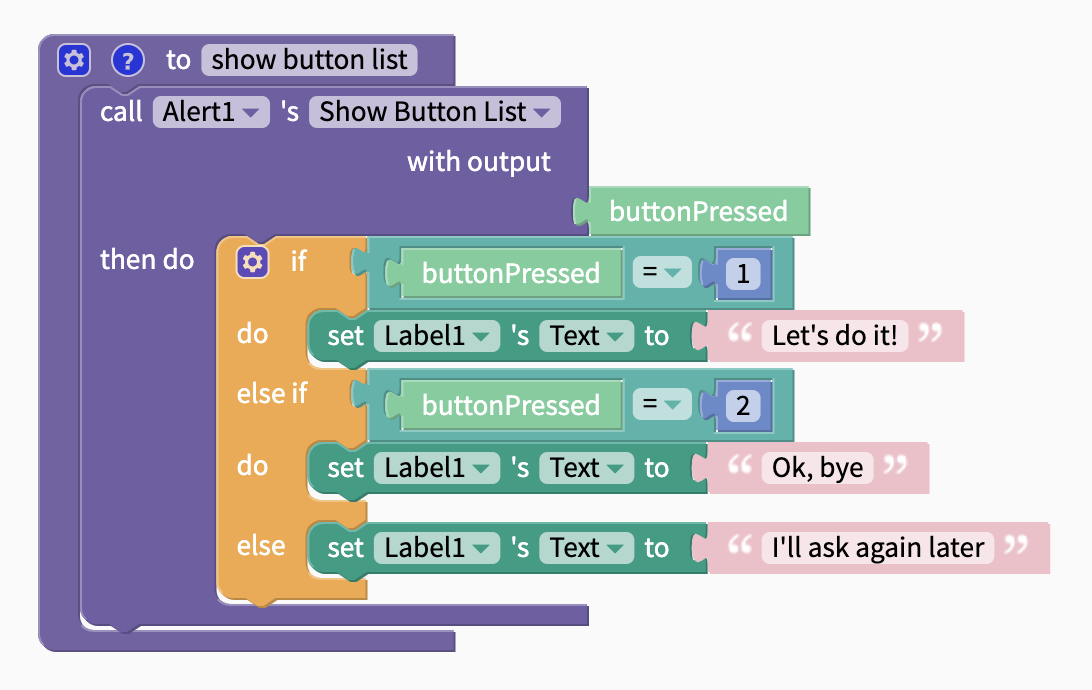 ? to show button list
call Alert1 's Show Button List
with output
buttonPressed
then do if buttonPressed = 1
do set Label1 's Text to “ Let's do it! ”
else if buttonPressed = 2
do set Label1 's Text to “ Ok, bye ”
else set Label1 's Text to “ I'll ask again later ”